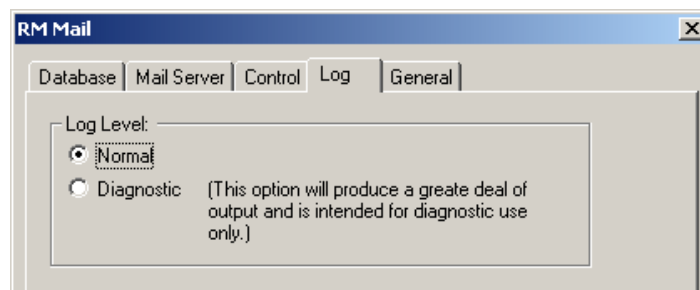 RM Mail
Database Mail Server Control Log General
Log Level:
Normal
Diagnostic (This option will produce a greate deal of
output and is intended for diagnostic use
only.)